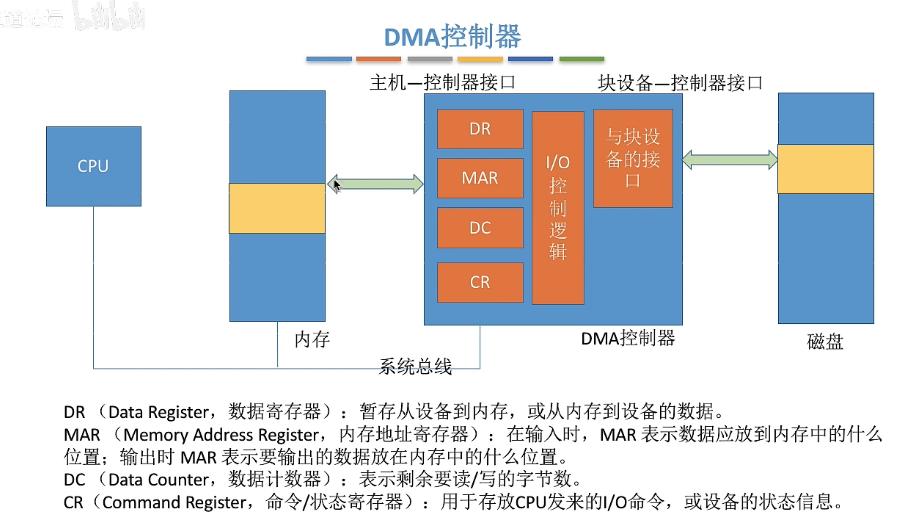 bilibili
DMA控制器
主机—控制器接口
块设备—控制器接口
CPU
DR
MAR
DC
CR
I/O
控
制
逻
辑
与块设
备的接
口
内存
DMA控制器
磁盘
系统总线
DR （Data Register，数据寄存器）：暂存从设备到内存，或从内存到设备的数据。
MAR （Memory Address Register，内存地址寄存器）：在输入时，MAR 表示数据应放到内存中的什么
位置；输出时 MAR 表示要输出的数据放在内存中的什么位置。
DC （Data Counter，数据计数器）：表示剩余要读/写的字节数。
CR（Command Register，命令/状态寄存器）：用于存放CPU发来的I/O命令，或设备的状态信息。